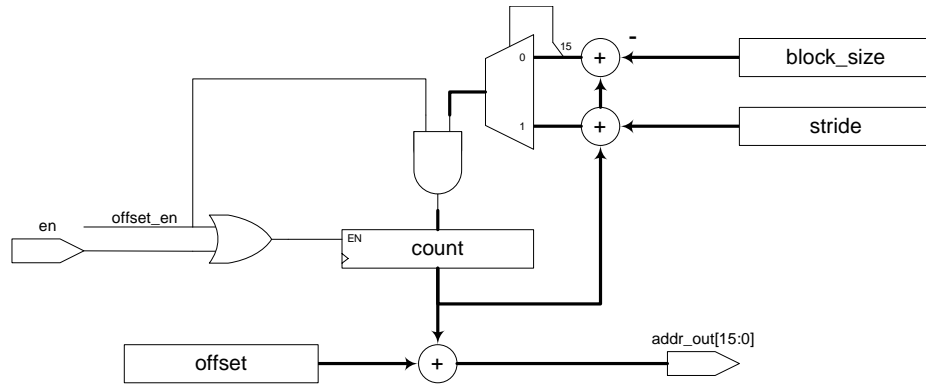 15
-
0
+
block_size
1
+
stride
en
offset_en
EN
count
addr_out[15:0]
offset
+